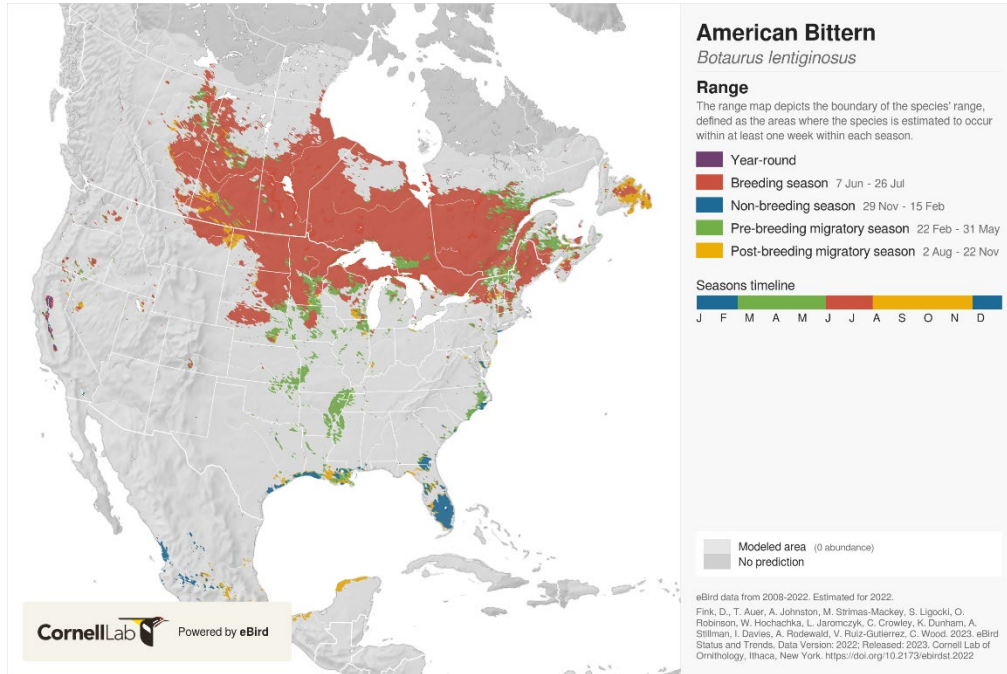 American Bittern
Botaurus lentiginosus
Range
The range map depicts the boundary of the species' range,
defined as the areas where the species is estimated to occur
within at least one week within each season.
Year-round
Breeding season 7 Jun - 26 Jul
Non-breeding season 29 Nov - 15 Feb
Pre-breeding migratory season 22 Feb - 31 May
Post-breeding migratory season 2 Aug - 22 Nov
Seasons timeline
J F M A M J J A S O N D
Modeled area (0 abundance)
No prediction
eBird data from 2008-2022. Estimated for 2022.
Fink, D., T. Auer, A. Johnston, M. Strimas-Mackey, S. Ligocki, O.
Robinson, W. Hochachka, L. Jaromczyk, C. Crowley, K. Dunham, A.
Stillman, I. Davies, A. Rodewald, V. Ruiz-Gutierrez, C. Wood. 2023. eBird
Status and Trends, Data Version: 2022; Released: 2023. Cornell Lab of
Ornithology, Ithaca, New York. https://doi.org/10.2173/ebirdst.2022
CornellLab Powered by eBird